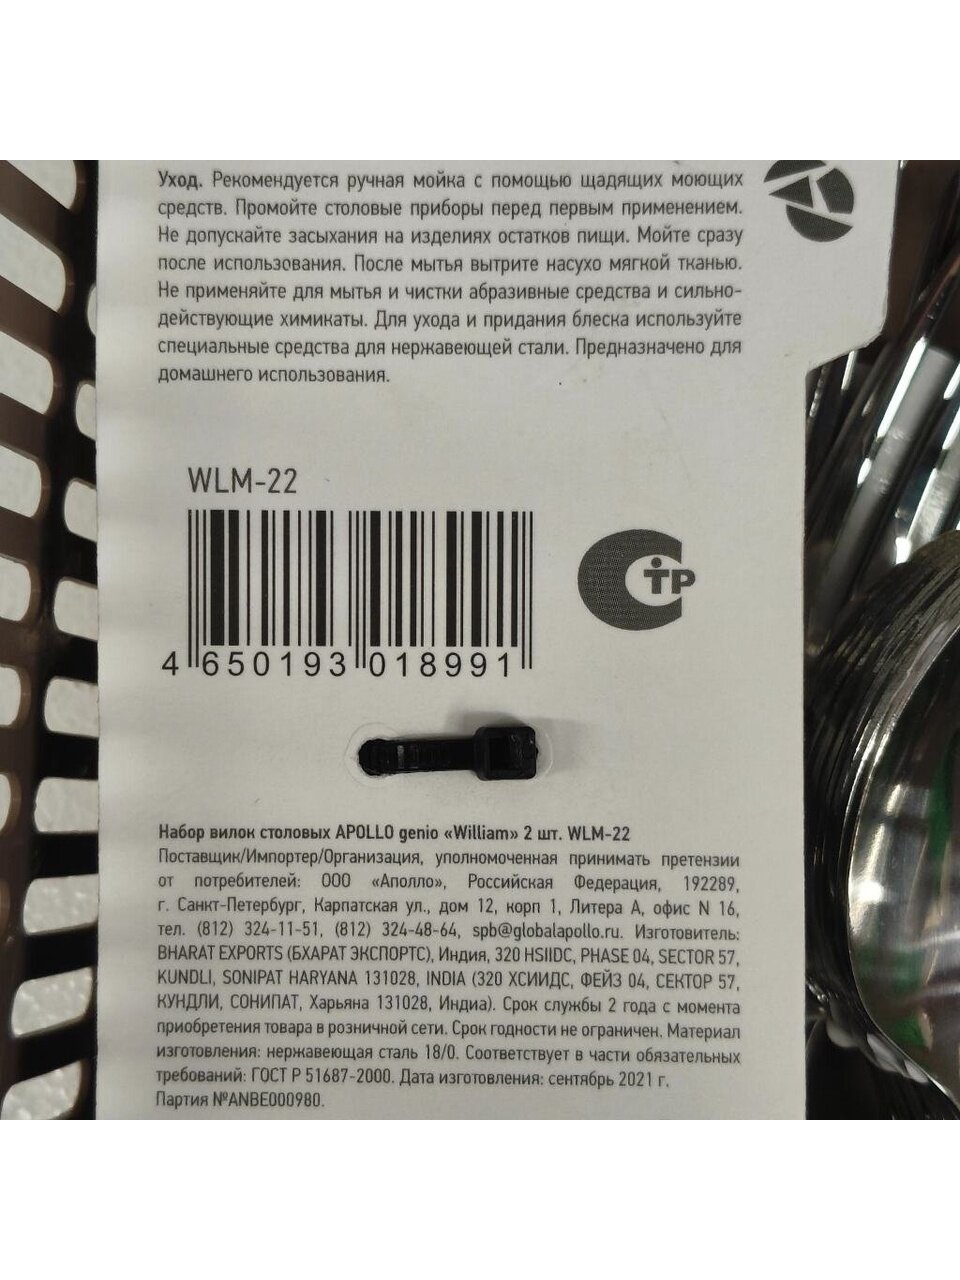 Уход. Рекомендуется ручная мойка с помощью щадящих моющих
средств. Промойте столовые приборы перед первым применением.
Не допускайте засыхания на изделиях остатков пищи. Мойте сразу
после использования. После мытья вытрите насухо мягкой тканью.
Не применяйте для мытья и чистки абразивные средства и сильно-
действующие химикаты. Для ухода и придания блеска используйте
специальные средства для нержавеющей стали. Предназначено для
домашнего использования.
WLM-22
СТР
4 650193 018991
Набор вилок столовых APOLLO genio «William» 2 шт. WLM-22
Поставщик/Импортер/Организация, уполномоченная принимать претензии
от потребителей: ООО «Аполло», Российская Федерация, 192289,
г. Санкт-Петербург, Карпатская ул., дом 12, корп 1, Литера А, офис N 16,
тел. (812) 324-11-51, (812) 324-48-64, spb@globalapollo.ru. Изготовитель:
BHARAT EXPORTS (БХАРАТ ЭКСПОРТС), Индия, 320 HSIIDC, PHASE 04, SECTOR 57,
KUNDLI, SONIPAT HARYANA 131028, INDIA (320 ХСИИДС, ФЕЙЗ 04, СЕКТОР 57,
КУНДЛИ, СОНИПАТ, Харьяна 131028, Индиа). Срок службы 2 года с момента
приобретения товара в розничной сети. Срок годности не ограничен. Материал
изготовления: нержавеющая сталь 18/0. Соответствует в части обязательных
требований: ГОСТ Р 51687-2000. Дата изготовления: сентябрь 2021 г.
Партия №ANBE000980.